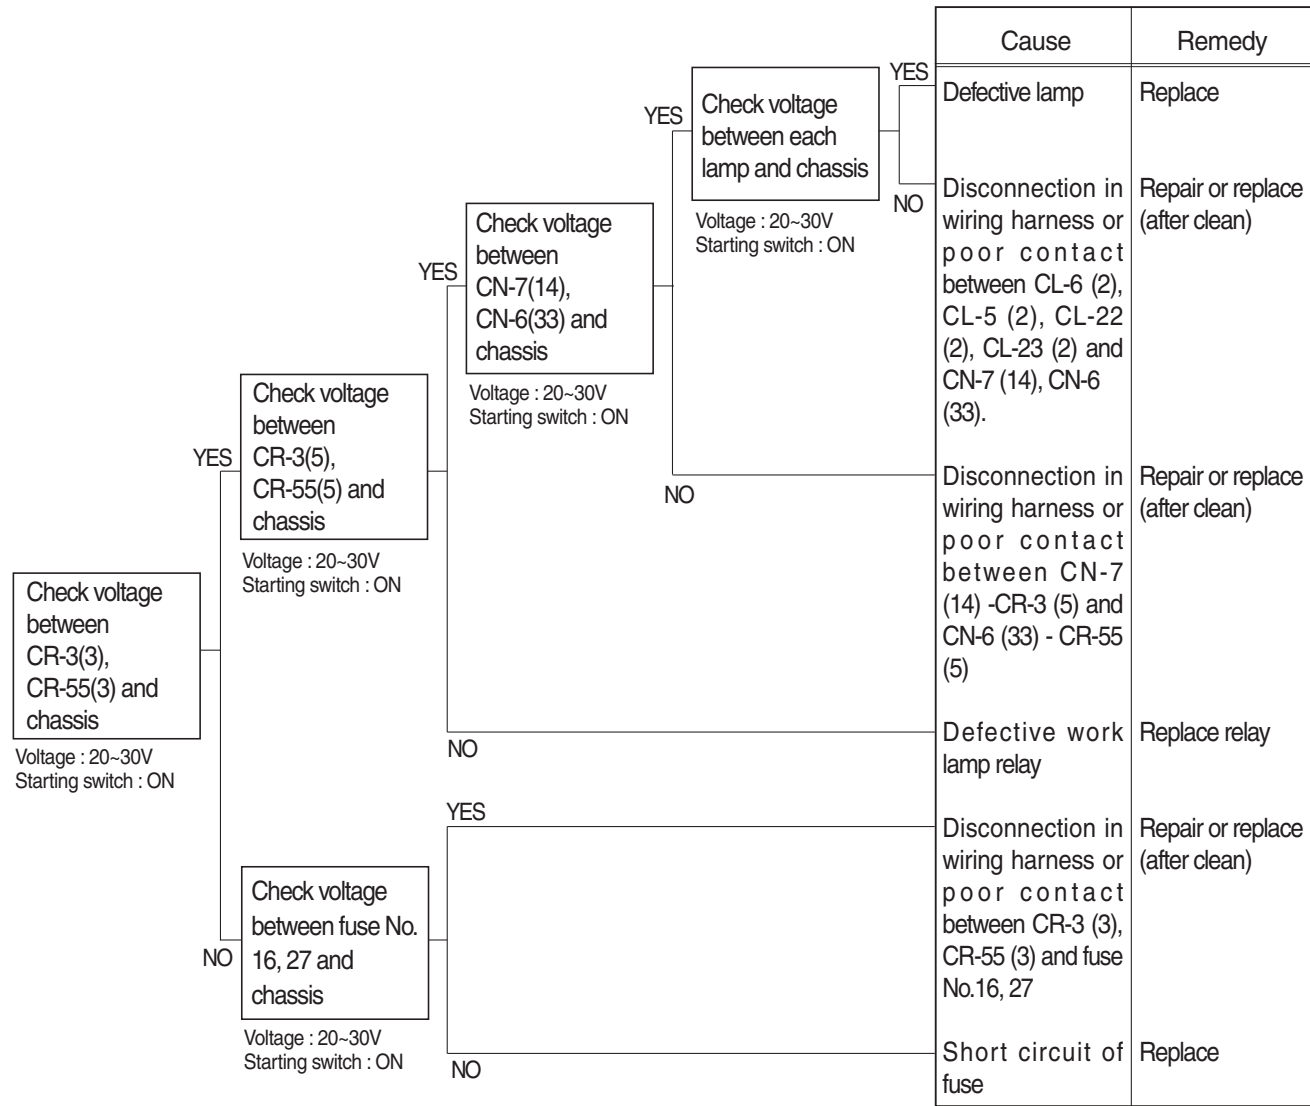 Cause
Remedy
YES
Defective lamp
Replace
YES
Check voltage
between each
lamp and chassis
NO
Voltage : 20~30V
Starting switch : ON
Disconnection in
wiring harness or
poor contact
between CL-6 (2),
CL-5 (2), CL-22
(2), CL-23 (2) and
CN-7 (14), CN-6
(33).
Repair or replace
(after clean)
YES
Check voltage
between
CN-7(14),
CN-6(33) and
chassis
Voltage : 20~30V
Starting switch : ON
NO
Disconnection in
wiring harness or
poor contact
between CN-7
(14) -CR-3 (5) and
CN-6 (33) - CR-55
(5)
Repair or replace
(after clean)
YES
Check voltage
between
CR-3(5),
CR-55(5) and
chassis
Voltage : 20~30V
Starting switch : ON
NO
Defective work
lamp relay
Replace relay
Check voltage
between
CR-3(3),
CR-55(3) and
chassis
Voltage : 20~30V
Starting switch : ON
YES
Disconnection in
wiring harness or
poor contact
between CR-3 (3),
CR-55 (3) and fuse
No.16, 27
Repair or replace
(after clean)
NO
Check voltage
between fuse No.
16, 27 and
chassis
Voltage : 20~30V
Starting switch : ON
NO
Short circuit of
fuse
Replace